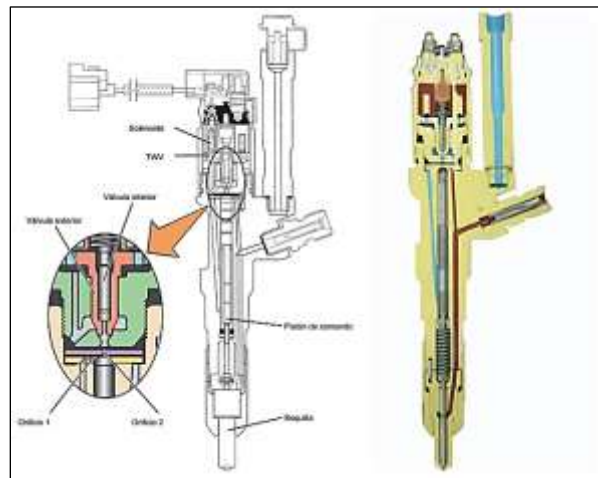 Solenoide
TWV
Válvula interior
Válvula exterior
Pistón de comando
Orificio 1
Orificio 2
Boquilla